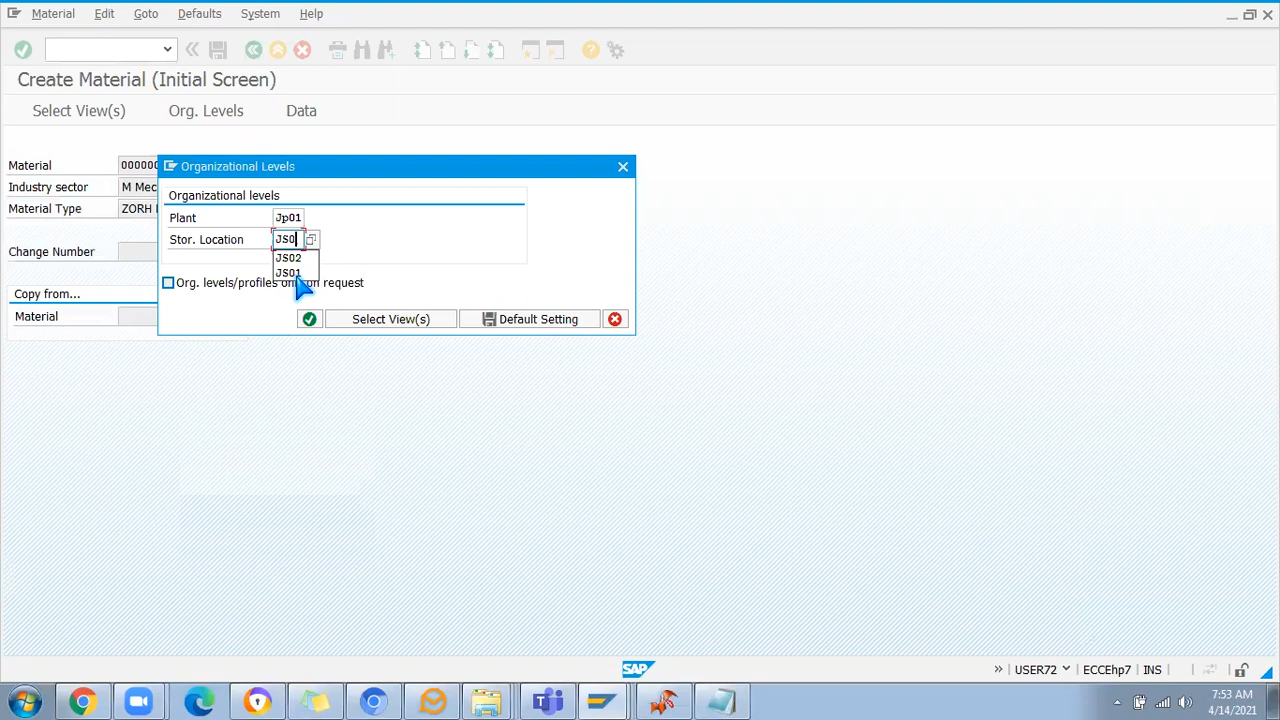 Material Edit Goto Defaults System Help
Create Material (Initial Screen)
Select View(s) Org. Levels Data
Material 000000
Industry sector M Mec
Material Type ZORH
Change Number
Copy from...
Material
Organizational Levels
Organizational levels
Plant Jp01
Stor. Location JS0
JS02
JS01
Org. levels/profiles request
Select View(s) Default Setting
SAP
USER72 ECCEhp7 INS
7:53 AM
4/14/2021